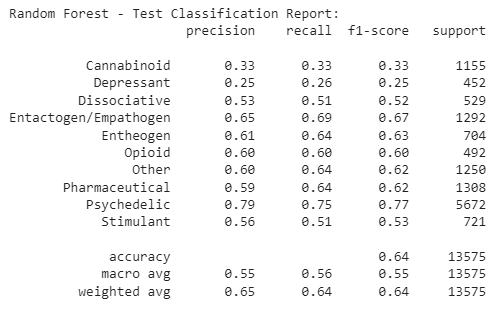 Random Forest - Test Classification Report:
precision recall f1-score support
Cannabinoid 0.33 0.33 0.33 1155
Depressant 0.25 0.26 0.25 452
Dissociative 0.53 0.51 0.52 529
Entactogen/Empathogen 0.65 0.69 0.67 1292
Entheogen 0.61 0.64 0.63 704
Opioid 0.60 0.60 0.60 492
Other 0.60 0.64 0.62 1250
Pharmaceutical 0.59 0.64 0.62 1308
Psychedelic 0.79 0.75 0.77 5672
Stimulant 0.56 0.51 0.53 721
accuracy 0.64 13575
macro avg 0.55 0.56 0.55 13575
weighted avg 0.65 0.64 0.64 13575